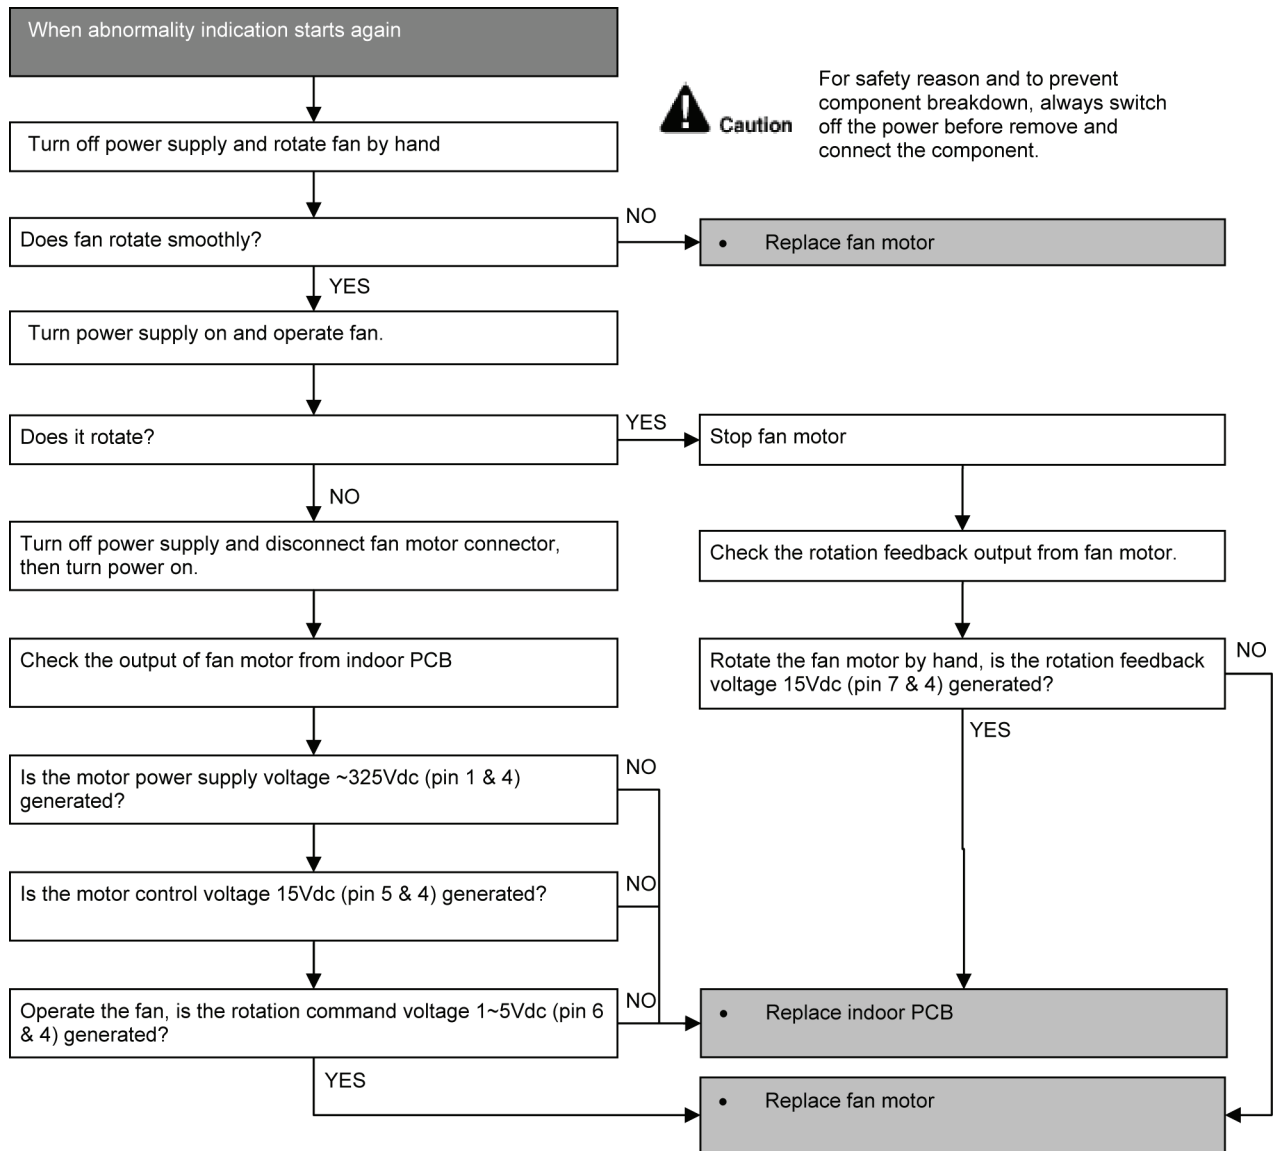 When abnormality indication starts again
For safety reason and to prevent
component breakdown, always switch
off the power before remove and
connect the component.
Caution
Turn off power supply and rotate fan by hand
Does fan rotate smoothly?
NO
• Replace fan motor
YES
Turn power supply on and operate fan.
Does it rotate?
YES
Stop fan motor
NO
Turn off power supply and disconnect fan motor connector,
then turn power on.
Check the rotation feedback output from fan motor.
Check the output of fan motor from indoor PCB
Rotate the fan motor by hand, is the rotation feedback
voltage 15Vdc (pin 7 & 4) generated?
NO
YES
Is the motor power supply voltage ~325Vdc (pin 1 & 4)
generated?
NO
Is the motor control voltage 15Vdc (pin 5 & 4) generated?
NO
Operate the fan, is the rotation command voltage 1~5Vdc (pin 6
& 4) generated?
NO
• Replace indoor PCB
YES
• Replace fan motor